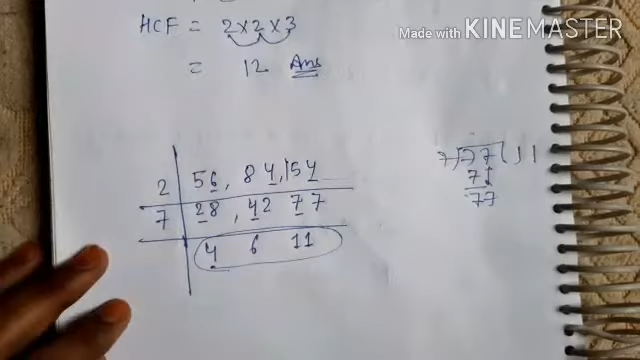 Made with KINEMASTER
HCF = 2×2×3
= 12 Ans
2 | 56, 84, 154
7 | 28, 42 77
4 6 11
7)77(11
7↓
77